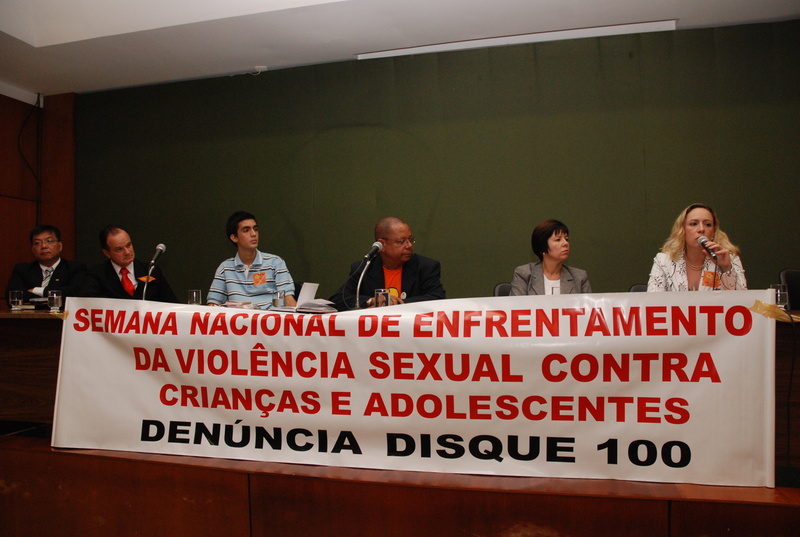 SEMANA NACIONAL DE ENFRENTAMENTO
DA VIOLÊNCIA SEXUAL CONTRA
CRIANÇAS E ADOLESCENTES
DENÚNCIA DISQUE 100